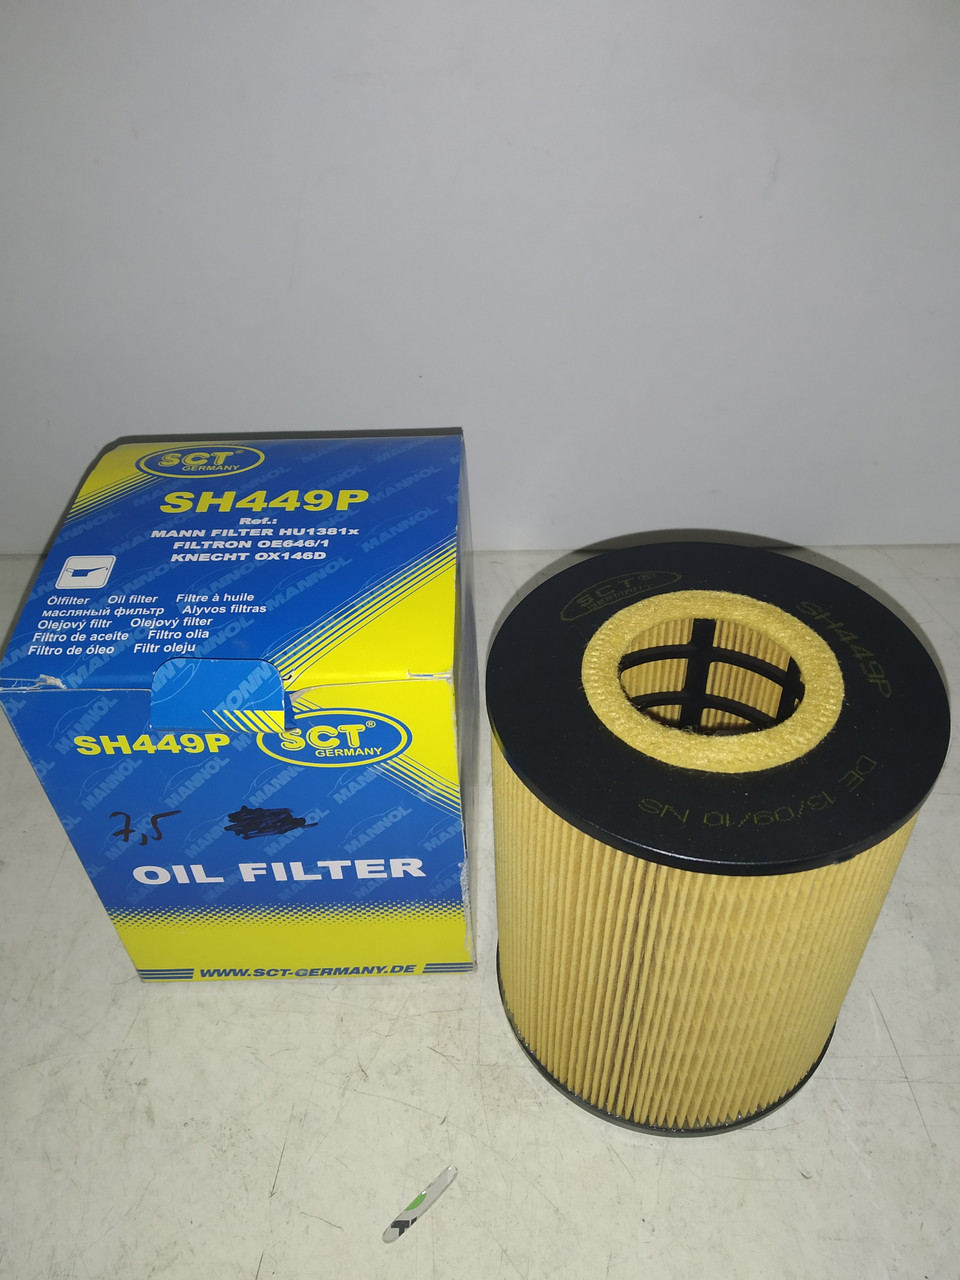 SCT®
GERMANY
SH449P
Ref.:
MANN FILTER HU1381x
FILTRON OE646/1
KNECHT OX146D
Ölfilter Oil filter Filtre à huile
масляный фильтр Alyvos filtras
Olejový filtr Olejový filter
Filtro de aceite Filtro olia
Filtro de óleo Filtr oleju
MANNOL
SH449P
SCT®
GERMANY
7,5
OIL FILTER
WWW.SCT-GERMANY.DE
SCT®
GERMANY
SH449P
DE 13/09/10 NS